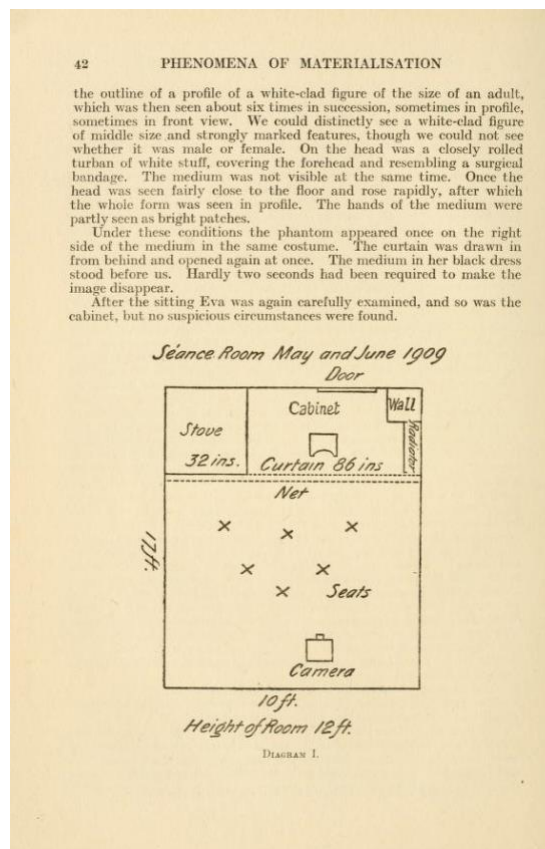 42 PHENOMENA OF MATERIALISATION
the outline of a profile of a white-clad figure of the size of an adult,
which was then seen about six times in succession, sometimes in profile,
sometimes in front view. We could distinctly see a white-clad figure
of middle size and strongly marked features, though we could not see
whether it was male or female. On the head was a closely rolled
turban of white stuff, covering the forehead and resembling a surgical
bandage. The medium was not visible at the same time. Once the
head was seen fairly close to the floor and rose rapidly, after which
the whole form was seen in profile. The hands of the medium were
partly seen as bright patches.
Under these conditions the phantom appeared once on the right
side of the medium in the same costume. The curtain was drawn in
from behind and opened again at once. The medium in her black dress
stood before us. Hardly two seconds had been required to make the
image disappear.
After the sitting Eva was again carefully examined, and so was the
cabinet, but no suspicious circumstances were found.
Séance Room May and June 1909
Door
Cabinet
Wall
Stove
Radiator
32 ins.
Curtain 86 ins
Net
17ft.
Seats
Camera
10ft.
Height of Room 12ft.
DIAGRAM I.